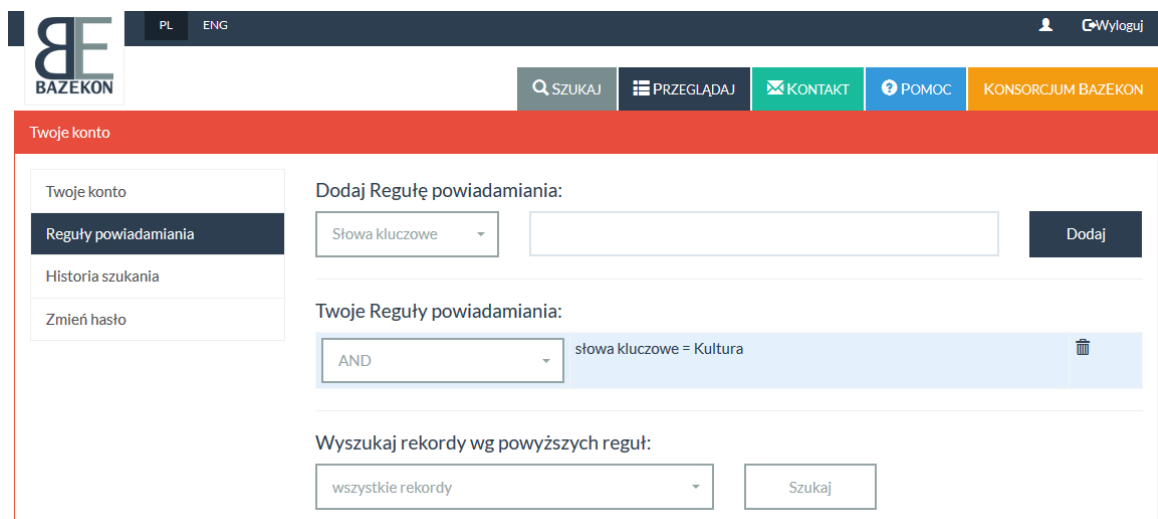 PL ENG Wyloguj
BE
BAZEKON
SZUKAJ PRZEGLĄDAJ KONTAKT POMOC KONSORCJUM BAZEKON
Twoje konto
Twoje konto
Reguły powiadamiania
Historia szukania
Zmień hasło
Dodaj Regułę powiadamiania:
Słowa kluczowe Dodaj
Twoje Reguły powiadamiania:
AND słowa kluczowe = Kultura
Wyszukaj rekordy wg powyższych reguł:
wszystkie rekordy Szukaj